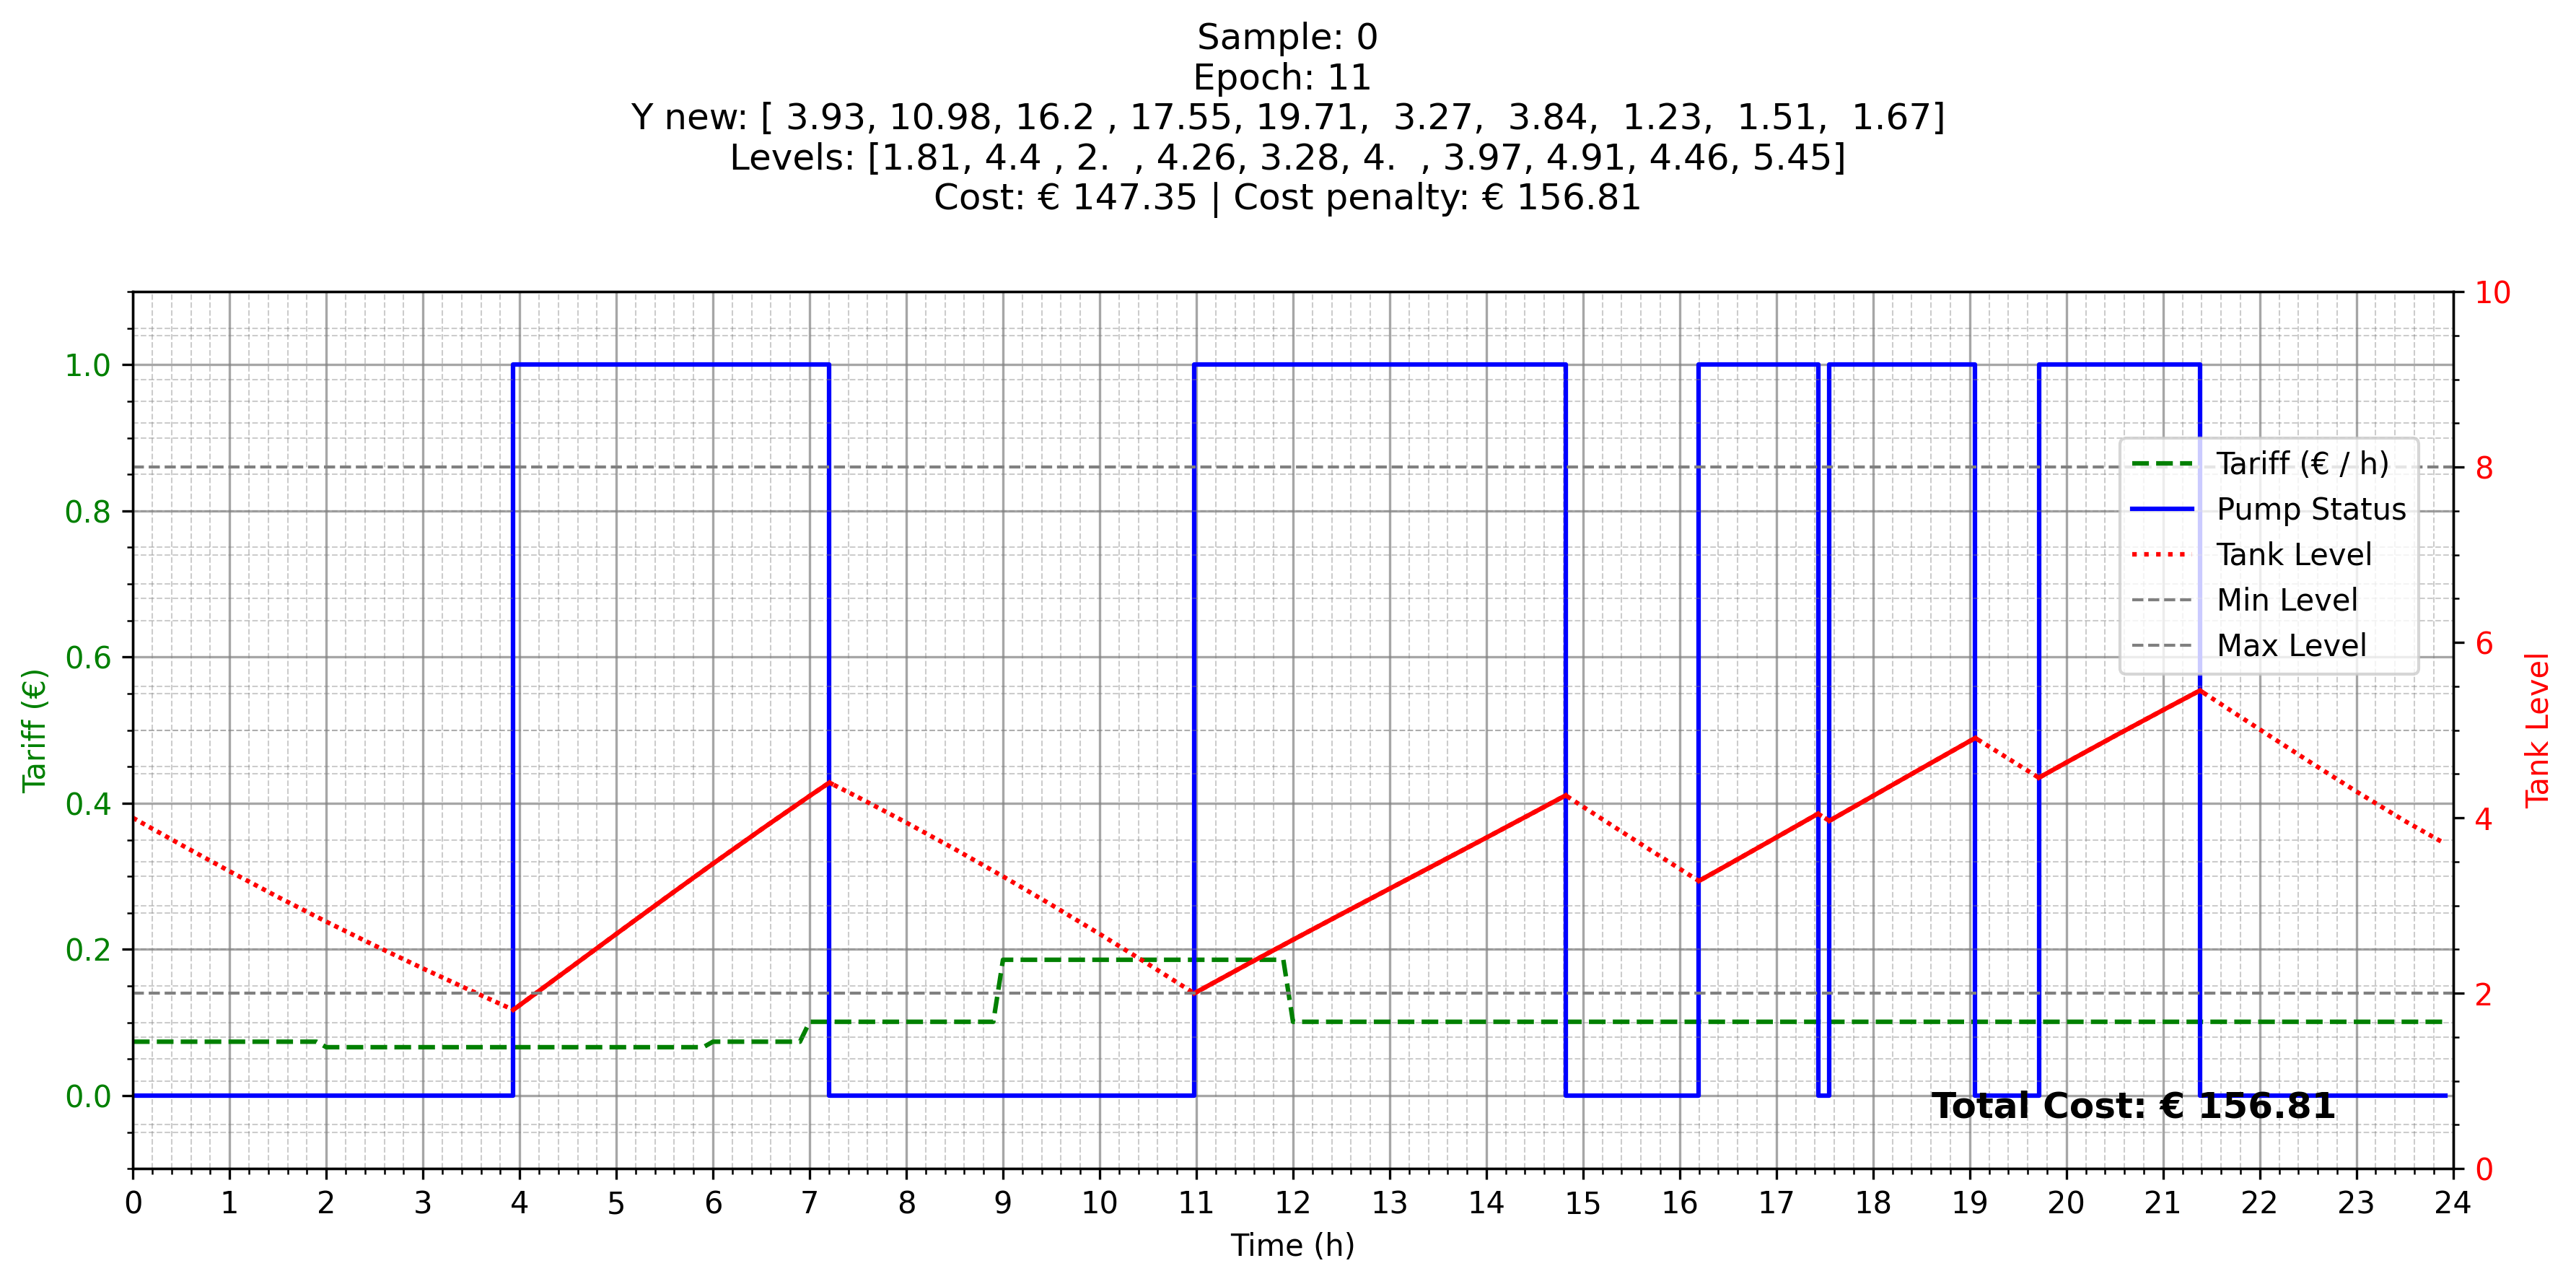 Sample: 0
Epoch: 11
Y new: [ 3.93, 10.98, 16.2 , 17.55, 19.71,  3.27,  3.84,  1.23,  1.51,  1.67]
Levels: [1.81, 4.4 , 2.  , 4.26, 3.28, 4.  , 3.97, 4.91, 4.46, 5.45]
Cost: € 147.35 | Cost penalty: € 156.81
10
1.0
8
0.8
6
0.6
4
0.4
2
0.2
0
0.0
Tariff (€)
Tank Level
Tariff (€ / h)
Pump Status
Tank Level
Min Level
Max Level
Total Cost: € 156.81
0 1 2 3 4 5 6 7 8 9 10 11 12 13 14 15 16 17 18 19 20 21 22 23 24
Time (h)